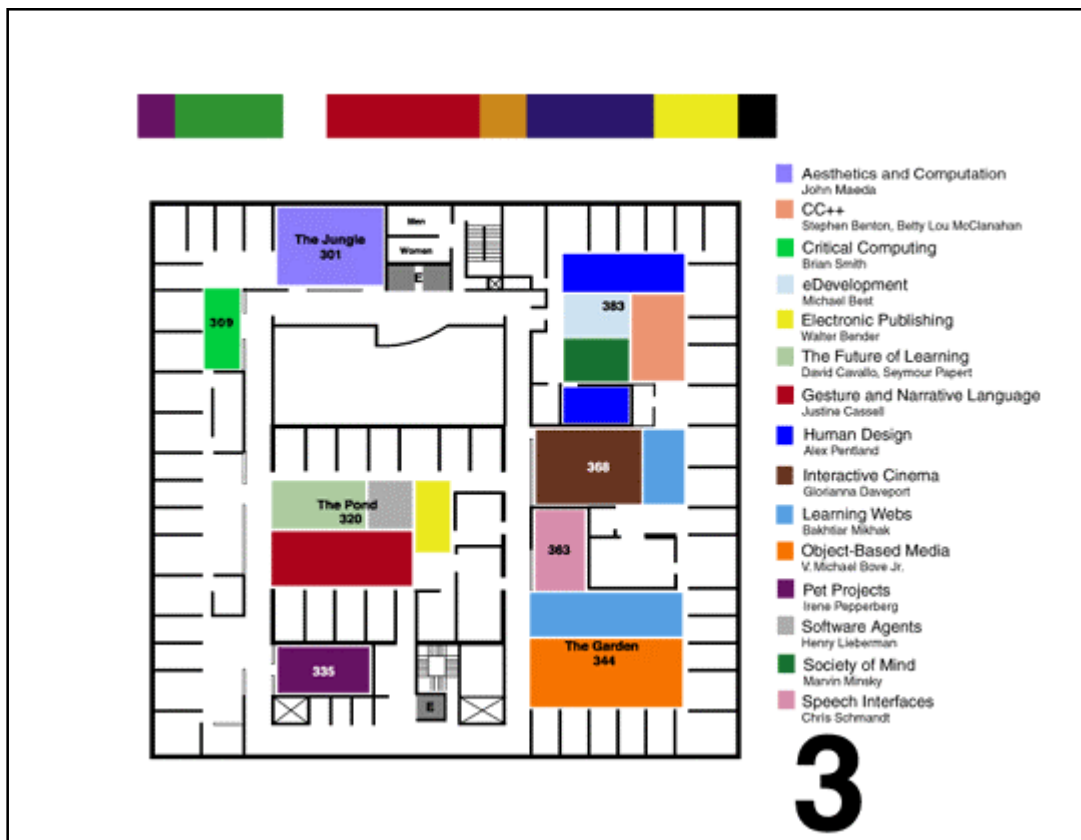 The Jungle
301
Men
Women
E
309
383
368
The Pond
320
363
The Garden
344
335
E
Aesthetics and Computation
John Maeda
CC++
Stephen Benton, Betty Lou McClanahan
Critical Computing
Brian Smith
eDevelopment
Michael Best
Electronic Publishing
Walter Bender
The Future of Learning
David Cavallo, Seymour Papert
Gesture and Narrative Language
Justine Cassell
Human Design
Alex Pentland
Interactive Cinema
Glorianna Daveport
Learning Webs
Bakhtiar Mikhak
Object-Based Media
V. Michael Bove Jr.
Pet Projects
Irene Pepperberg
Software Agents
Henry Lieberman
Society of Mind
Marvin Minsky
Speech Interfaces
Chris Schmandt
3